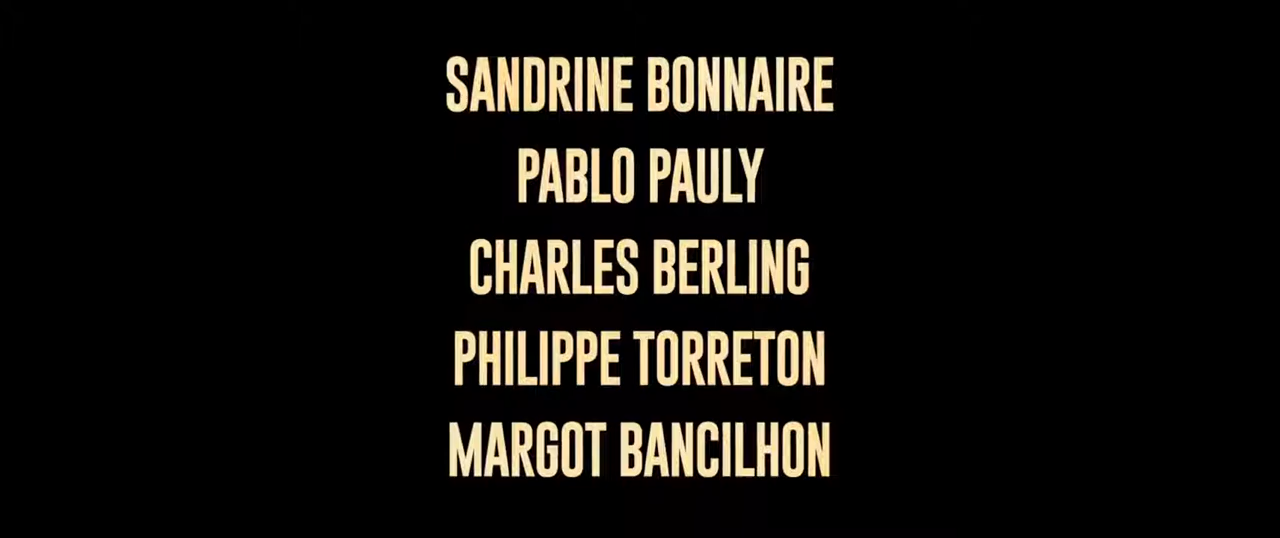 SANDRINE BONNAIRE
PABLO PAULY
CHARLES BERLING
PHILIPPE TORRETON
MARGOT BANCILHON